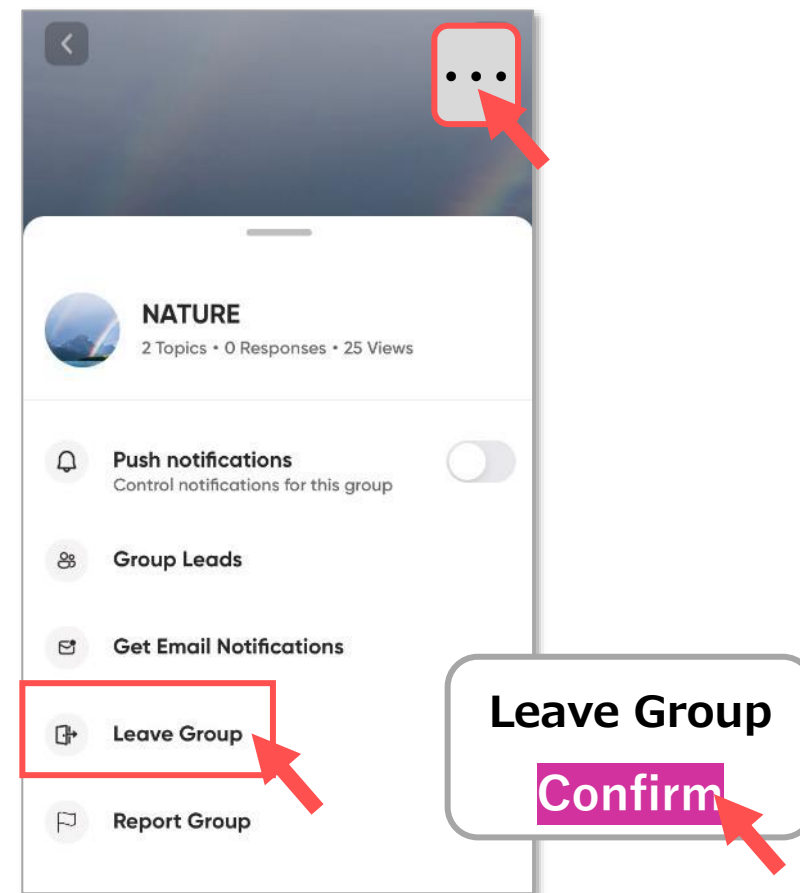 NATURE
2 Topics • 0 Responses • 25 Views
Push notifications
Control notifications for this group
Group Leads
Get Email Notifications
Leave Group
Report Group
Leave Group
Confirm